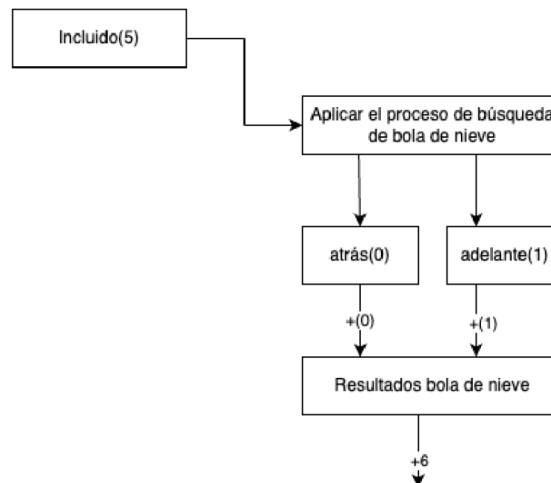 Incluido(5)
Aplicar el proceso de búsqueda
de bola de nieve
atrás(0)
adelante(1)
+(0)
+(1)
Resultados bola de nieve
+6